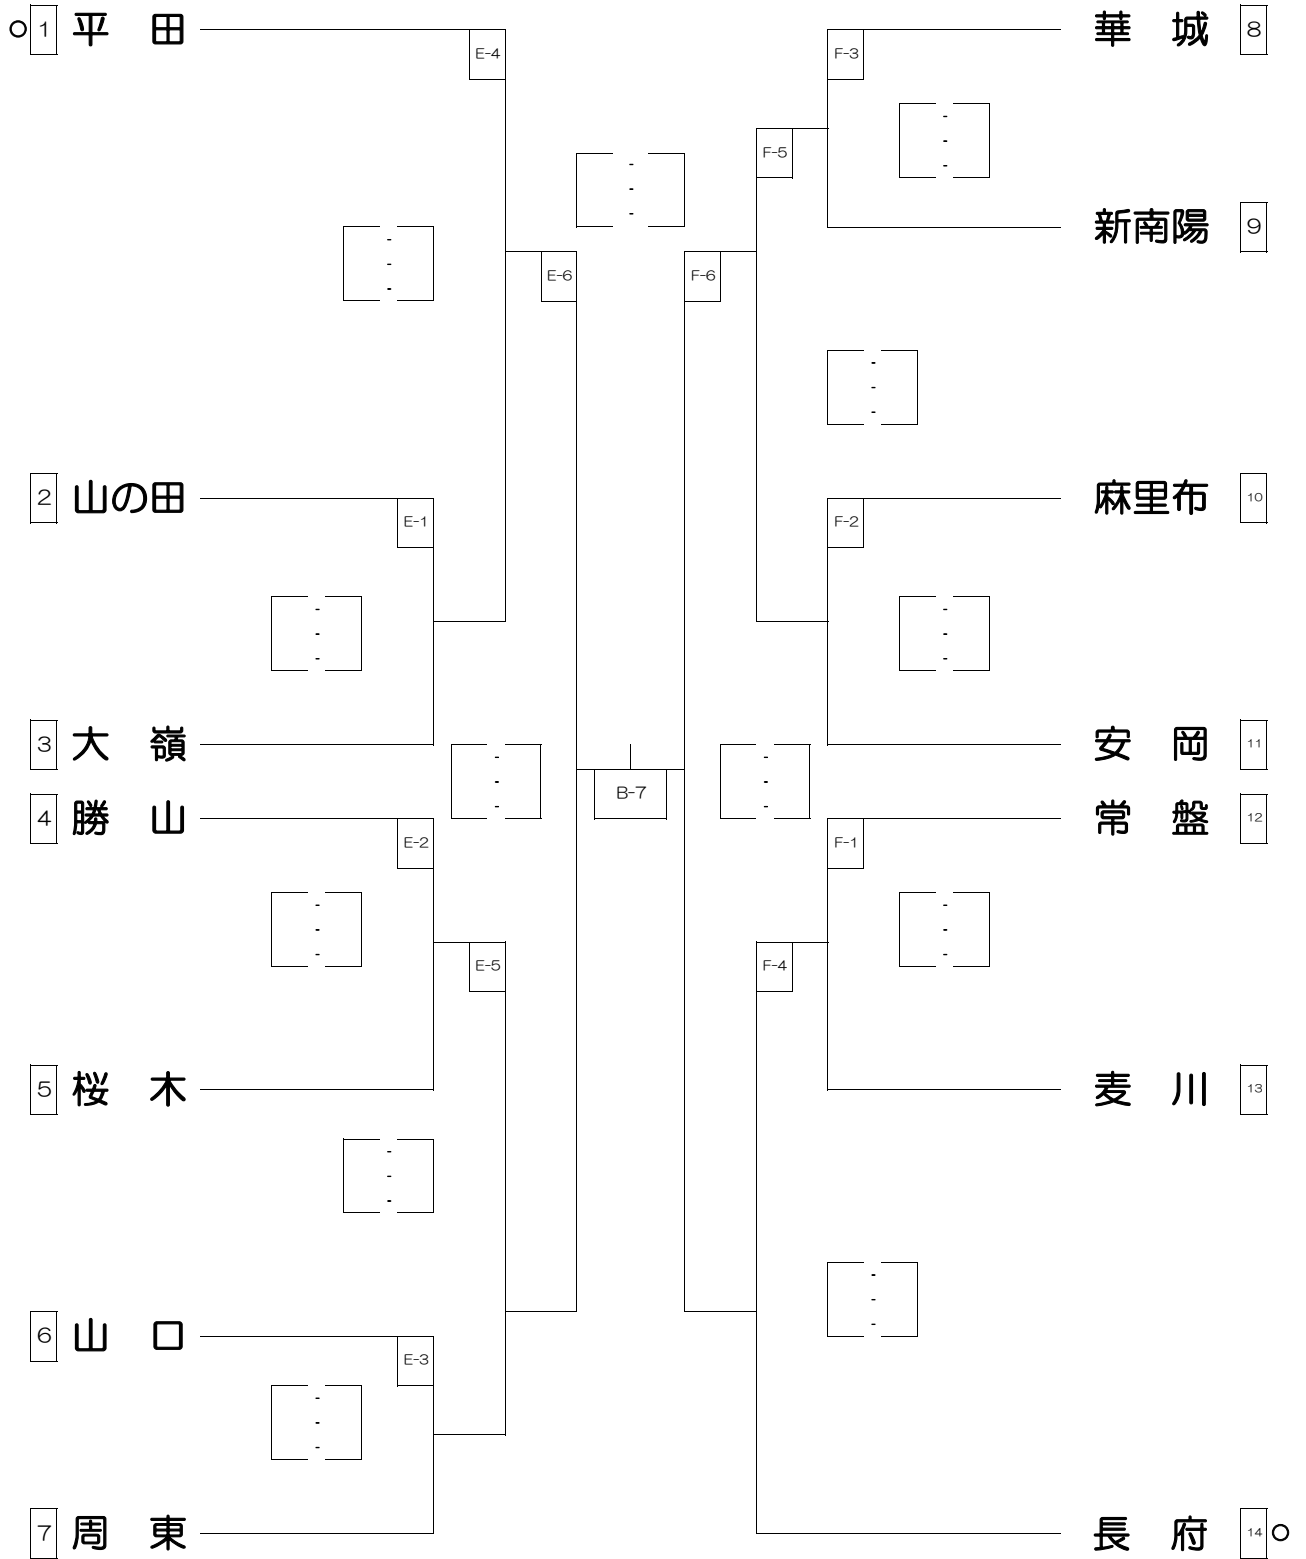 ○ 1 平 田
E-4
F-3
華 城 8
- - -
F-5
- - -
新南陽 9
- - -
E-6
F-6
- - -
2 山の田
E-1
F-2
麻里布 10
- - -
- - -
3 大 嶺
安 岡 11
- - -
B-7
- - -
4 勝 山
E-2
F-1
常 盤 12
- - -
- - -
E-5
F-4
5 桜 木
麦 川 13
- - -
- - -
6 山 口
E-3
- - -
7 周 東
長 府 14 ○